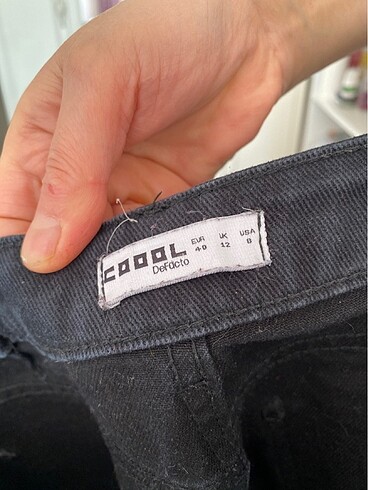 COOOL
DeFacto
EUR UK USA
40 12 8